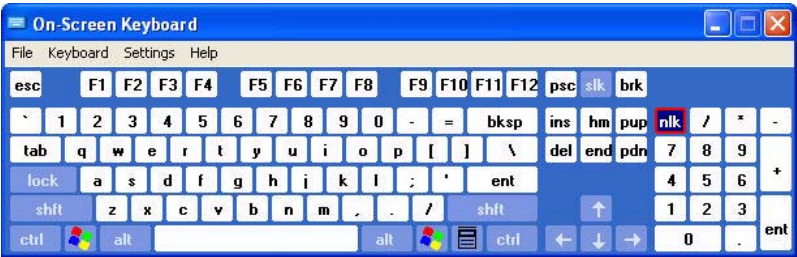 On-Screen Keyboard
File Keyboard Settings Help
esc F1 F2 F3 F4 F5 F6 F7 F8 F9 F10 F11 F12 psc slk brk
` 1 2 3 4 5 6 7 8 9 0 - = bksp ins hm pup nlk / * -
tab q w e r t y u i o p [ ] \ del end pdn 7 8 9 +
lock a s d f g h j k l ; ' ent 4 5 6
shft z x c v b n m , . / shft ↑ 1 2 3 ent
ctrl alt alt ctrl ← ↓ → 0 .